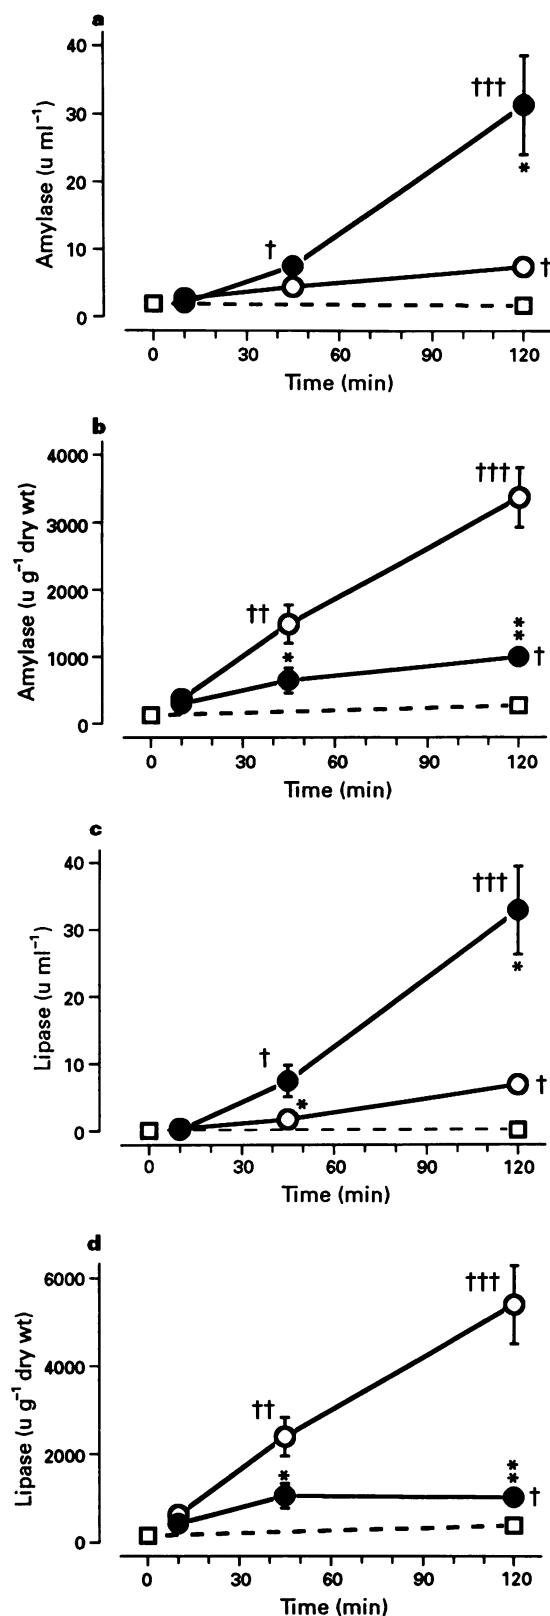 a
40
30
20
10
0
Amylase (u ml⁻¹)
†††
*
†
†
0 30 60 90 120
Time (min)
b
4000
3000
2000
1000
0
Amylase (u g⁻¹ dry wt)
†††
††
*
*
*
†
0 30 60 90 120
Time (min)
c
40
30
20
10
0
Lipase (u ml⁻¹)
†††
*
†
*
†
0 30 60 90 120
Time (min)
d
6000
4000
2000
0
Lipase (u g⁻¹ dry wt)
†††
††
*
*
*
†
0 30 60 90 120
Time (min)